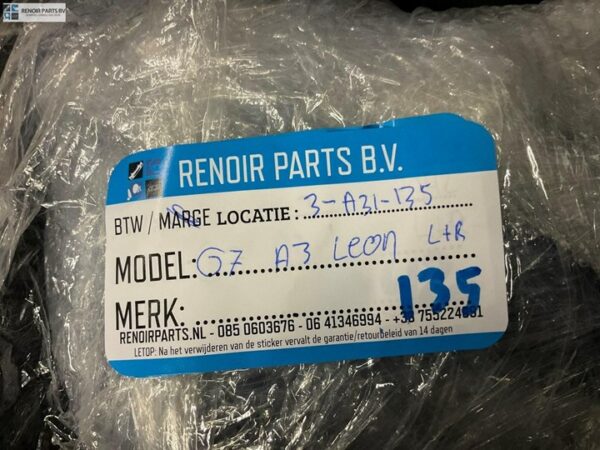 RENOIR PARTS B.V.
RENOIR PARTS B.V.
BTW / MARGE LOCATIE: 3-A31-135
MODEL: G7 A3 Leon L+R
MERK: 135
RENOIRPARTS.NL - 085 0603676 - 06 41346994 - 755224
LETOP: Na het verwijderen van de sticker vervalt de garantie/retourbeleid van 14 dagen